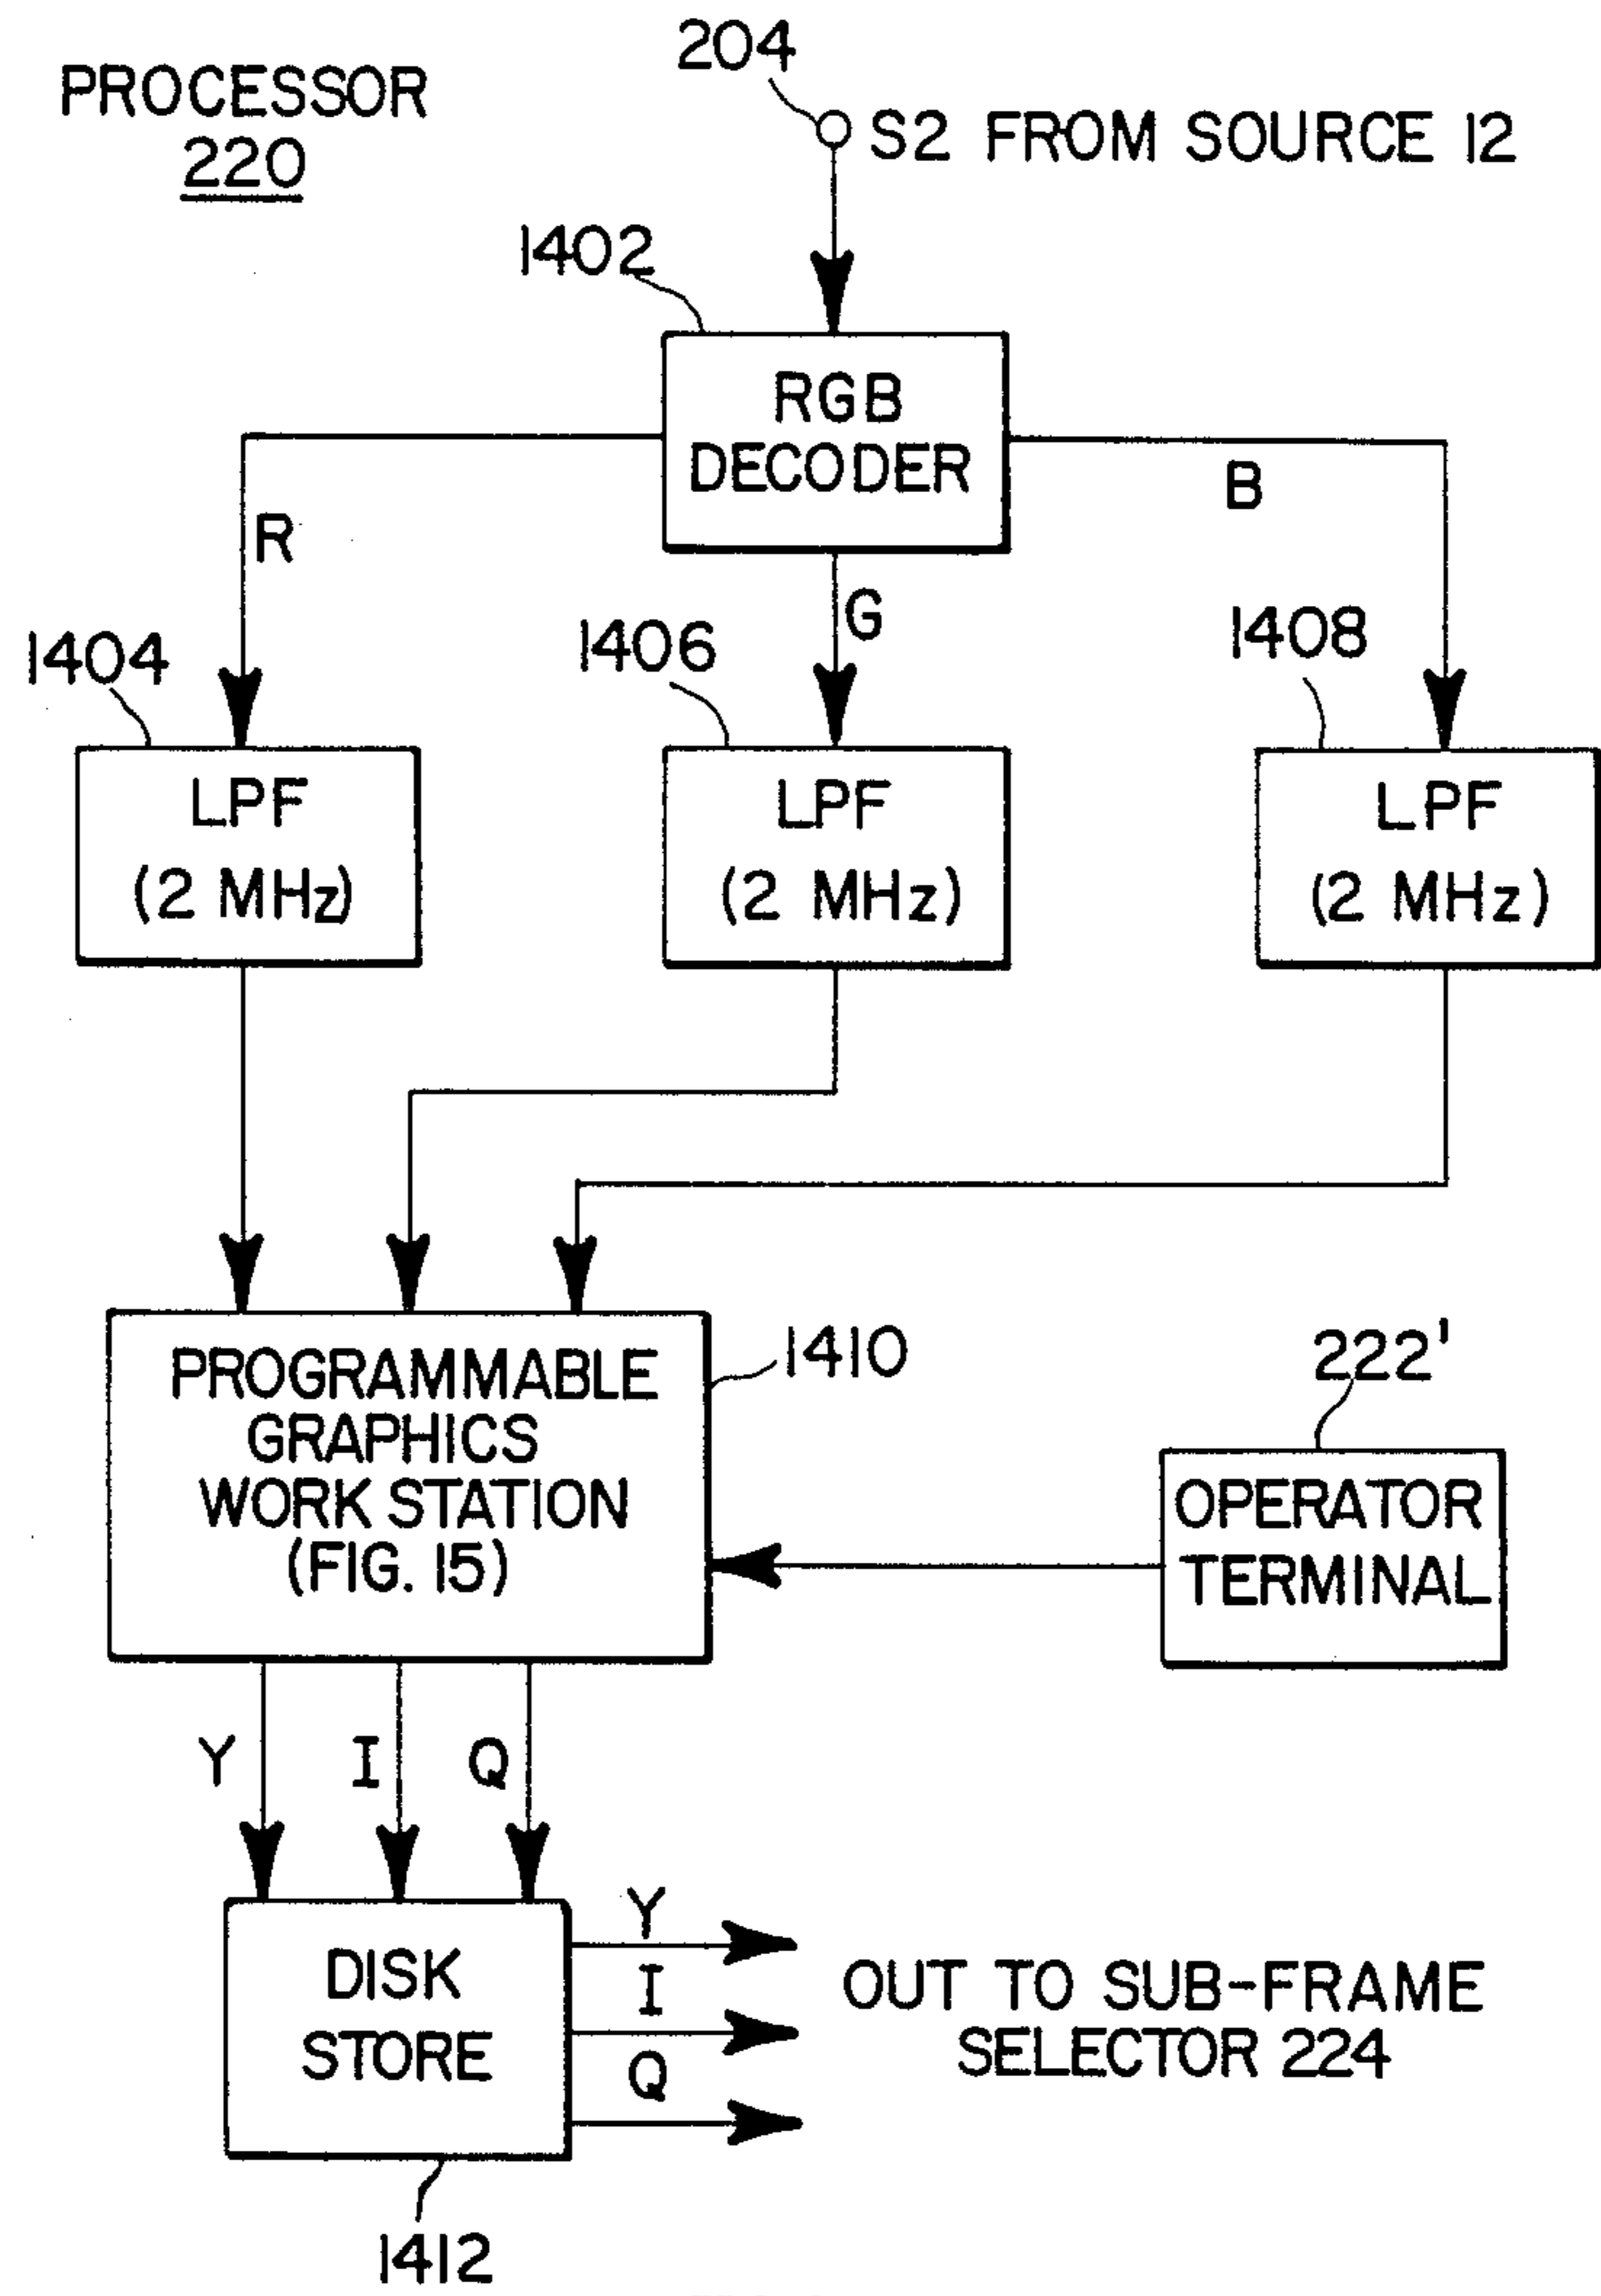 PROCESSOR
220
204
S2 FROM SOURCE 12
1402
RGB
DECODER
R
G
B
1404
1406
1408
LPF
(2 MHz)
LPF
(2 MHz)
LPF
(2 MHz)
PROGRAMMABLE
GRAPHICS
WORK STATION
(FIG. 15)
1410
222'
OPERATOR
TERMINAL
Y I Q
DISK
STORE
Y
I
Q
OUT TO SUB-FRAME
SELECTOR 224
1412